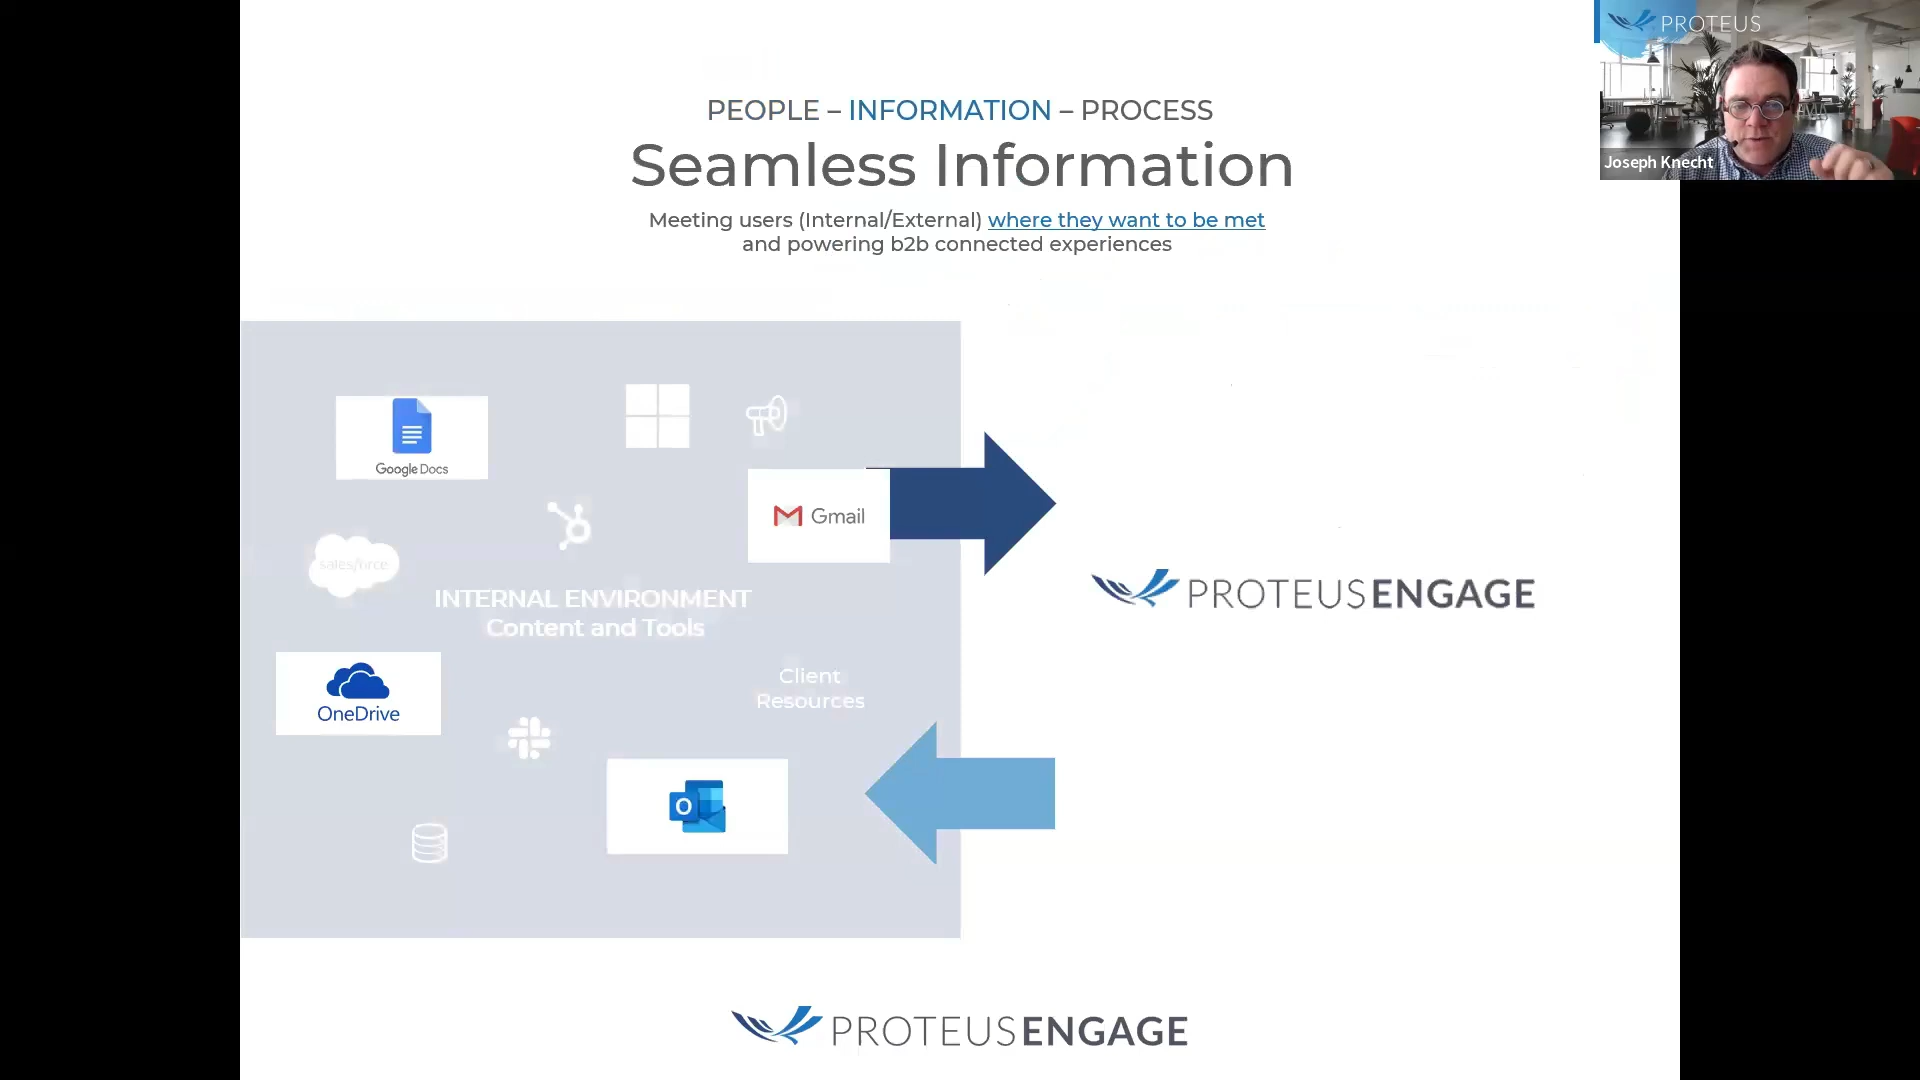 PROTEUS
Joseph Knecht
PEOPLE – INFORMATION – PROCESS
Seamless Information
Meeting users (Internal/External) where they want to be met
and powering b2b connected experiences
Google Docs
Gmail
salesforce
INTERNAL ENVIRONMENT
Content and Tools
PROTEUSENGAGE
OneDrive
Client
Resources
O
PROTEUSENGAGE